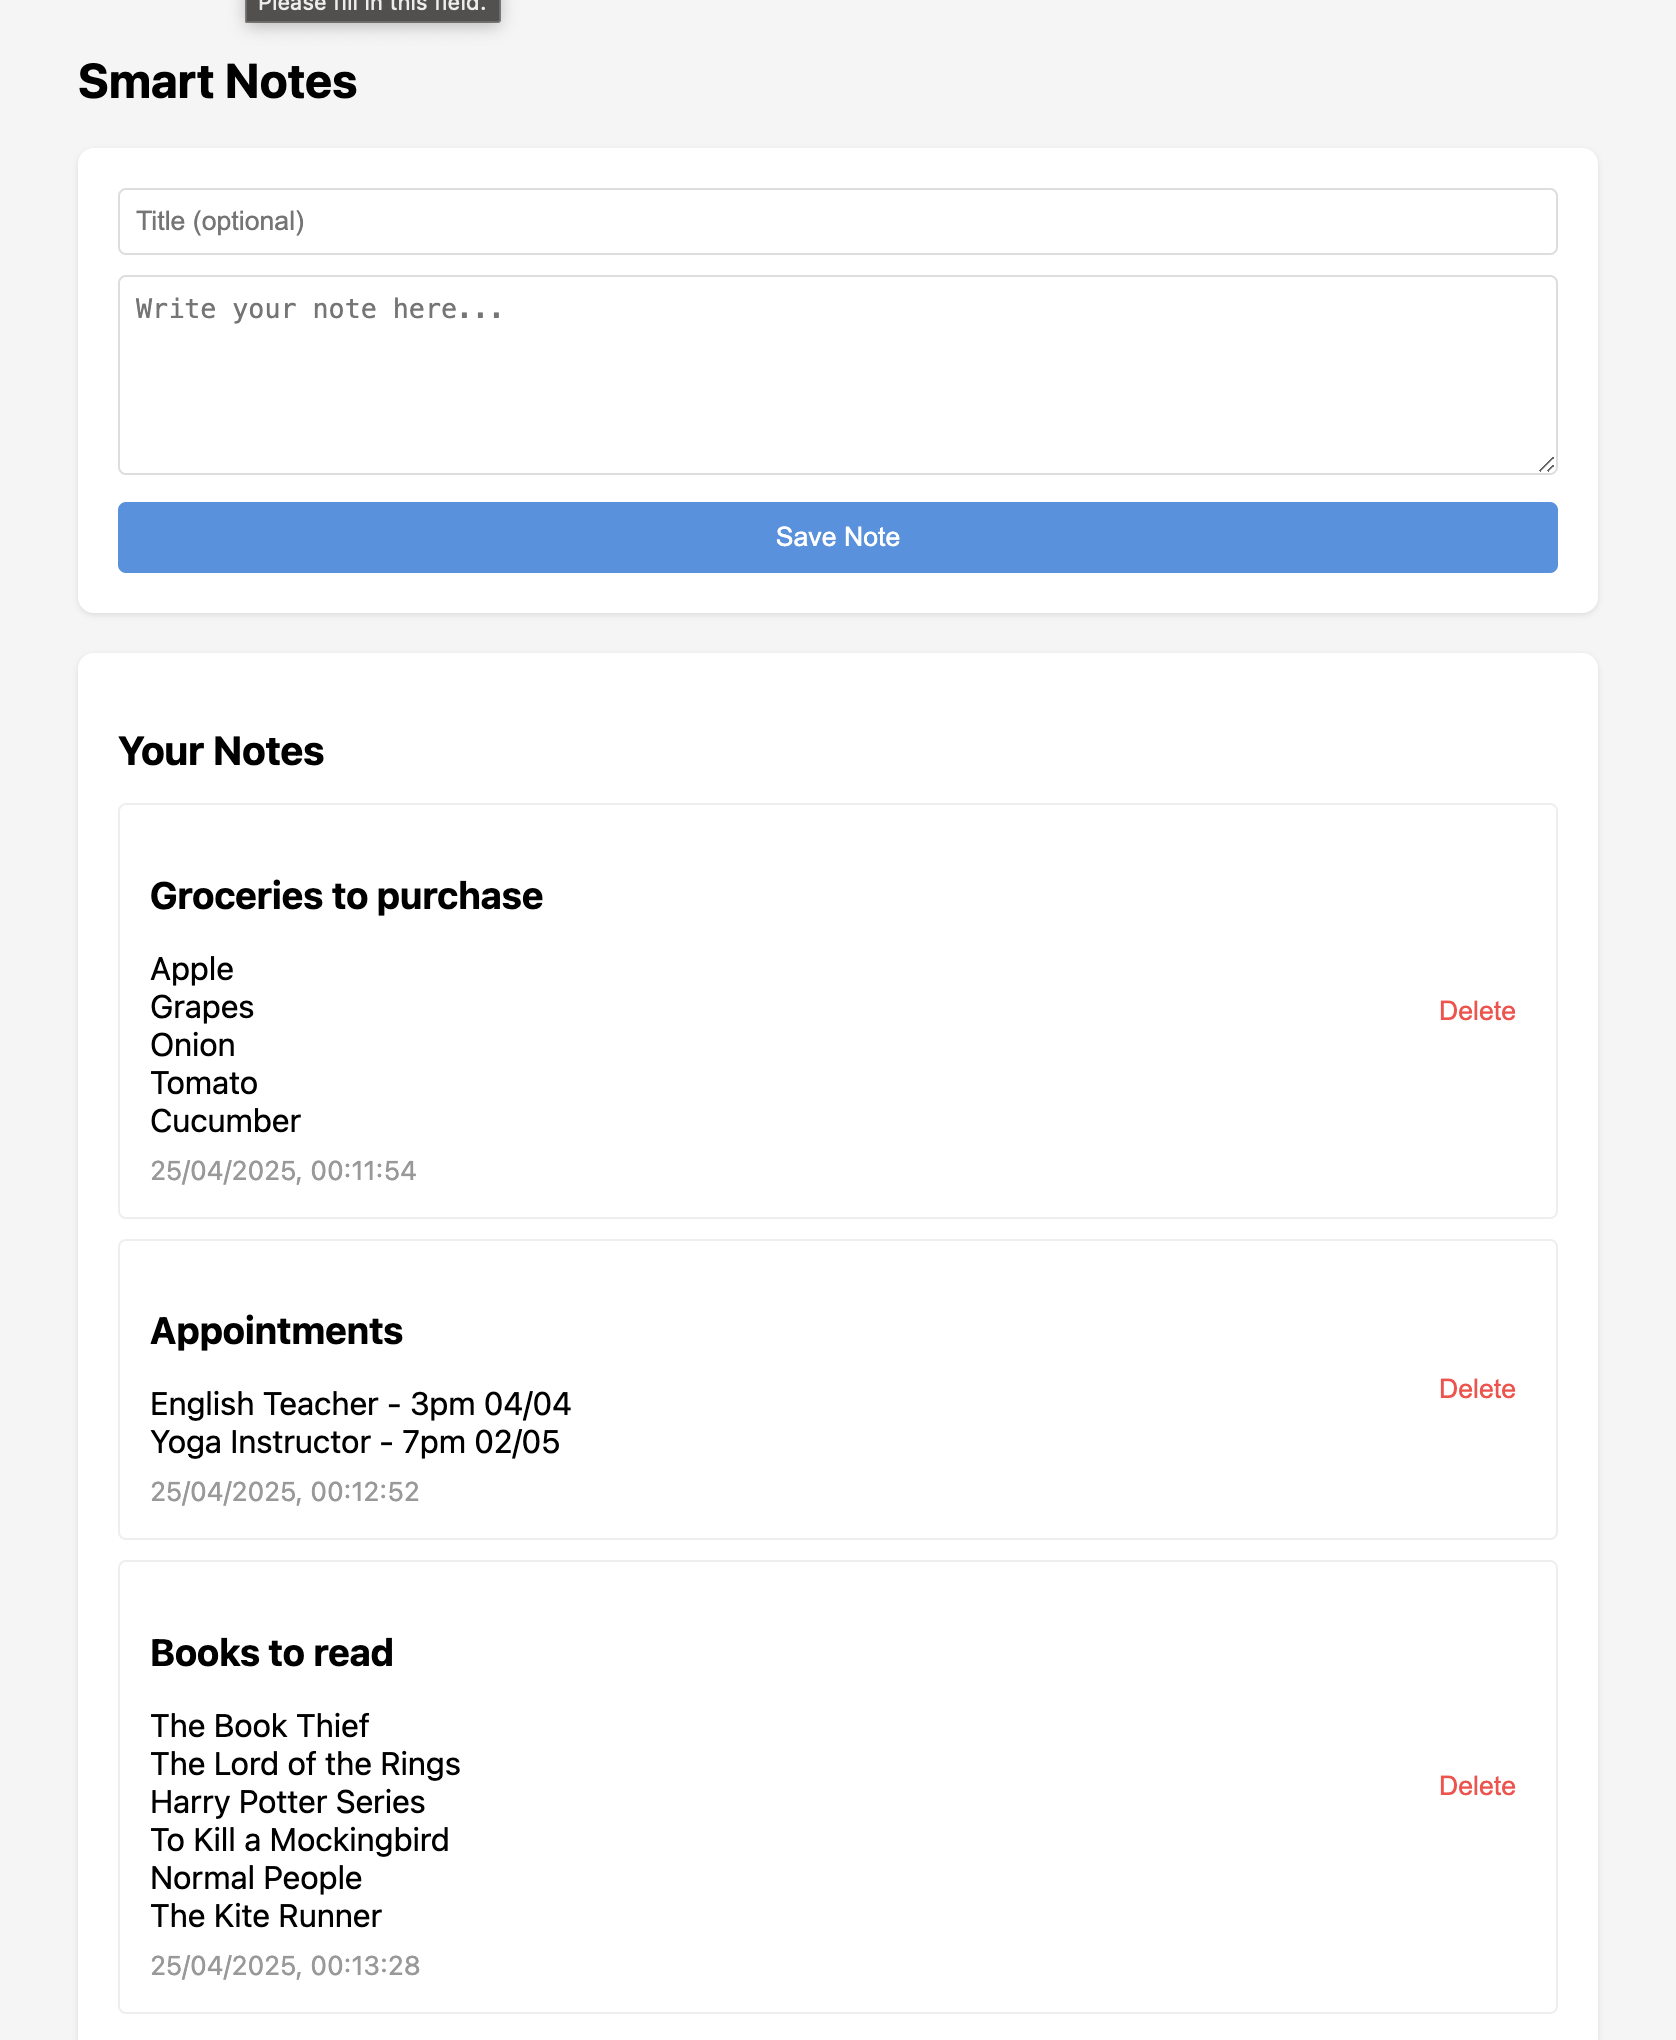 Please fill in this field.
Smart Notes
Title (optional)
Write your note here...
Save Note
Your Notes
Groceries to purchase
Apple
Grapes
Onion
Tomato
Cucumber
25/04/2025, 00:11:54
Delete
Appointments
English Teacher - 3pm 04/04
Yoga Instructor - 7pm 02/05
25/04/2025, 00:12:52
Delete
Books to read
The Book Thief
The Lord of the Rings
Harry Potter Series
To Kill a Mockingbird
Normal People
The Kite Runner
25/04/2025, 00:13:28
Delete